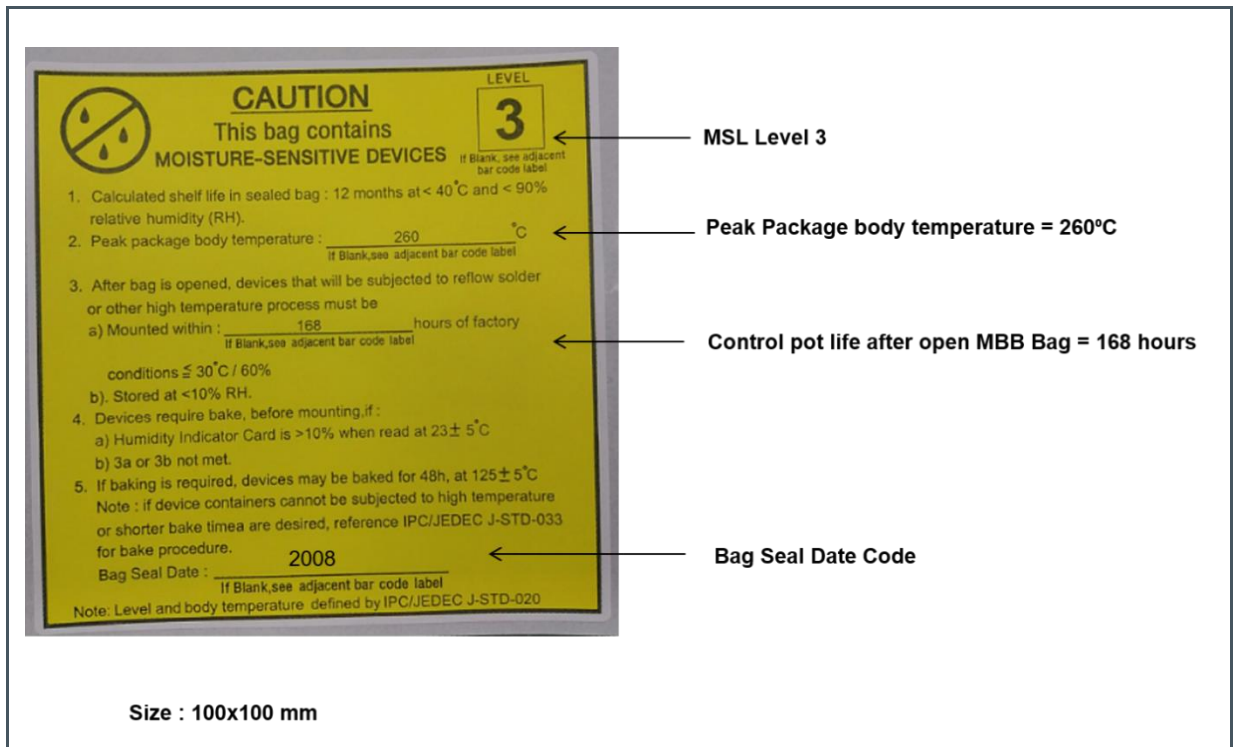 CAUTION
This bag contains
MOISTURE-SENSITIVE DEVICES
LEVEL
3
If Blank, see adjacent
bar code label
1. Calculated shelf life in sealed bag : 12 months at < 40°C and < 90%
relative humidity (RH).
2. Peak package body temperature : 260 °C
If Blank,see adjacent bar code label
3. After bag is opened, devices that will be subjected to reflow solder
or other high temperature process must be
a) Mounted within : 168 hours of factory
If Blank,see adjacent bar code label
conditions ≦ 30°C / 60%
b). Stored at <10% RH.
4. Devices require bake, before mounting,if :
a) Humidity Indicator Card is >10% when read at 23± 5°C
b) 3a or 3b not met.
5. If baking is required, devices may be baked for 48h, at 125± 5°C
Note : if device containers cannot be subjected to high temperature
or shorter bake timea are desired, reference IPC/JEDEC J-STD-033
for bake procedure.
Bag Seal Date : 2008
If Blank,see adjacent bar code label
Note: Level and body temperature defined by IPC/JEDEC J-STD-020
MSL Level 3
Peak Package body temperature = 260ºC
Control pot life after open MBB Bag = 168 hours
Bag Seal Date Code
Size : 100x100 mm